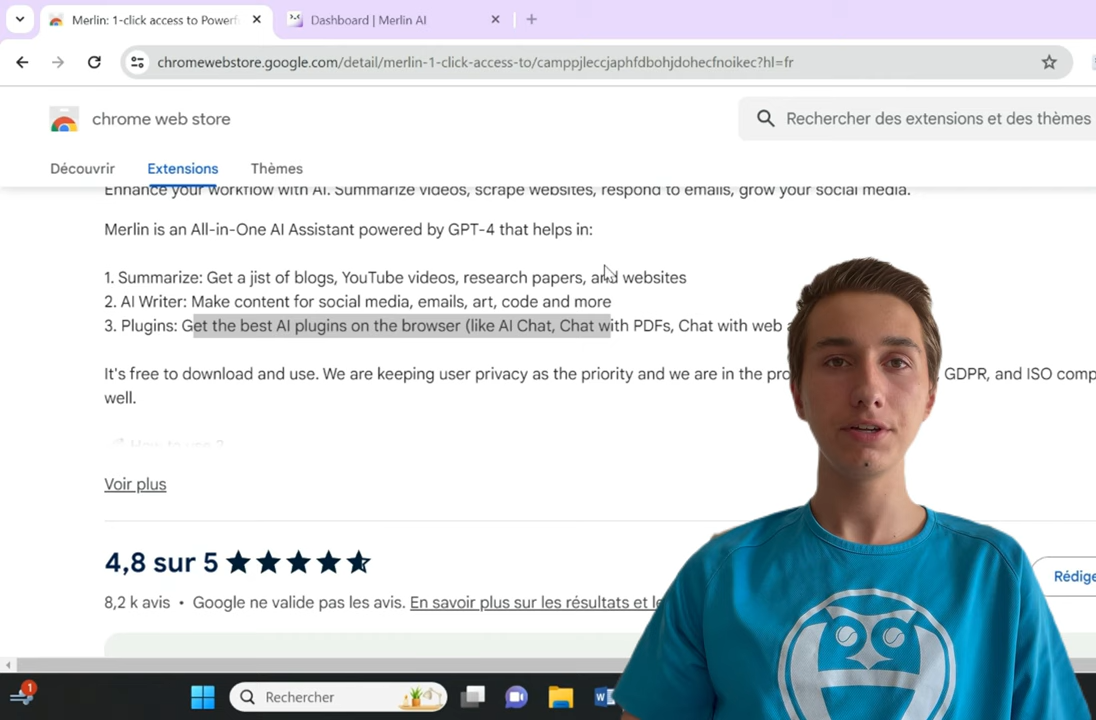 Merlin: 1-click access to Powerf
Dashboard | Merlin AI
chromewebstore.google.com/detail/merlin-1-click-access-to/camppjleccjaphfdbohjdohecfnoikec?hl=fr
chrome web store
Rechercher des extensions et des thèmes
Découvrir
Extensions
Thèmes
Enhance your workflow with AI. Summarize videos, scrape websites, respond to emails, grow your social media.
Merlin is an All-in-One AI Assistant powered by GPT-4 that helps in:
1. Summarize: Get a jist of blogs, YouTube videos, research papers, and websites
2. AI Writer: Make content for social media, emails, art, code and more
3. Plugins: Get the best AI plugins on the browser (like AI Chat, Chat with PDFs, Chat with web
It's free to download and use. We are keeping user privacy as the priority and we are in the GDPR, and ISO
well.
How to use ?
Voir plus
4,8 sur 5
8,2 k avis • Google ne valide pas les avis. En savoir plus sur les résultats et
1
Rechercher
W